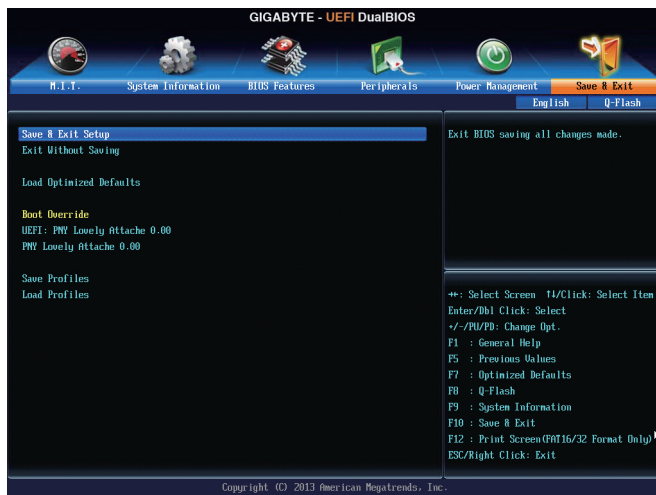 GIGABYTE - UEFI DualBIOS
M.I.T. System Information BIOS Features Peripherals Power Management Save & Exit
English Q-Flash
Save & Exit Setup
Exit Without Saving
Load Optimized Defaults
Boot Override
UEFI: PNY Lovely Attache 0.00
PNY Lovely Attache 0.00
Save Profiles
Load Profiles
Exit BIOS saving all changes made.
→←: Select Screen ↑↓/Click: Select Item
Enter/Dbl Click: Select
+/-/PU/PD: Change Opt.
F1 : General Help
F5 : Previous Values
F7 : Optimized Defaults
F8 : Q-Flash
F9 : System Information
F10 : Save & Exit
F12 : Print Screen(FAT16/32 Format Only)
ESC/Right Click: Exit
Copyright (C) 2013 American Megatrends, Inc.